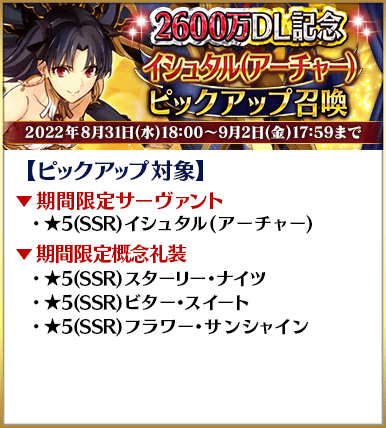 2600万DL記念
イシュタル(アーチャー)
ピックアップ召喚
2022年8月31日(水)18:00～9月2日(金)17:59まで
【ピックアップ対象】
▼期間限定サーヴァント
・★5(SSR)イシュタル(アーチャー)
▼期間限定概念礼装
・★5(SSR)スターリー・ナイツ
・★5(SSR)ビター・スイート
・★5(SSR)フラワー・サンシャイン